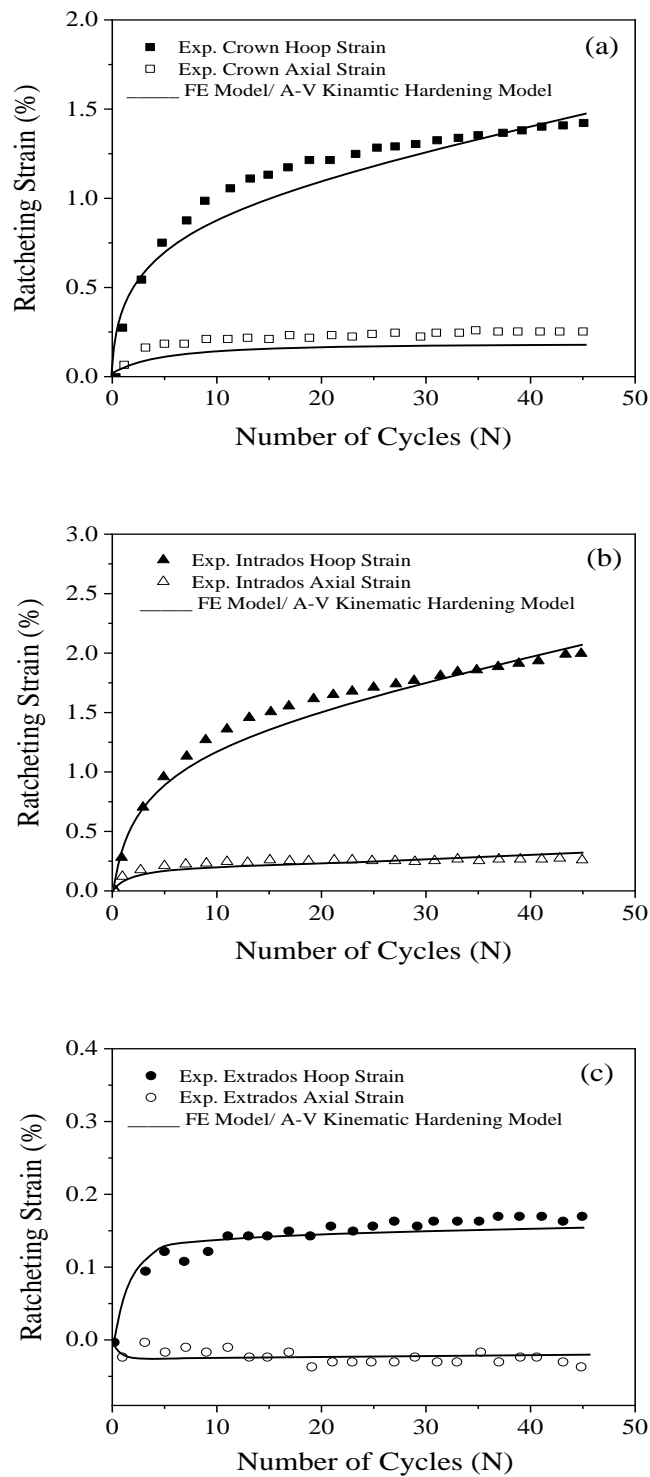 2.0
(a)
Exp. Crown Hoop Strain
Exp. Crown Axial Strain
FE Model/ A-V Kinamtic Hardening Model
1.5
1.0
0.5
0.0
Ratcheting Strain (%)
0 10 20 30 40 50
Number of Cycles (N)
3.0
(b)
Exp. Intrados Hoop Strain
Exp. Intrados Axial Strain
FE Model/ A-V Kinematic Hardening Model
2.5
2.0
1.5
1.0
0.5
0.0
Ratcheting Strain (%)
0 10 20 30 40 50
Number of Cycles (N)
0.4
(c)
Exp. Extrados Hoop Strain
Exp. Extrados Axial Strain
FE Model/ A-V Kinematic Hardening Model
0.3
0.2
0.1
0.0
Ratcheting Strain (%)
0 10 20 30 40 50
Number of Cycles (N)